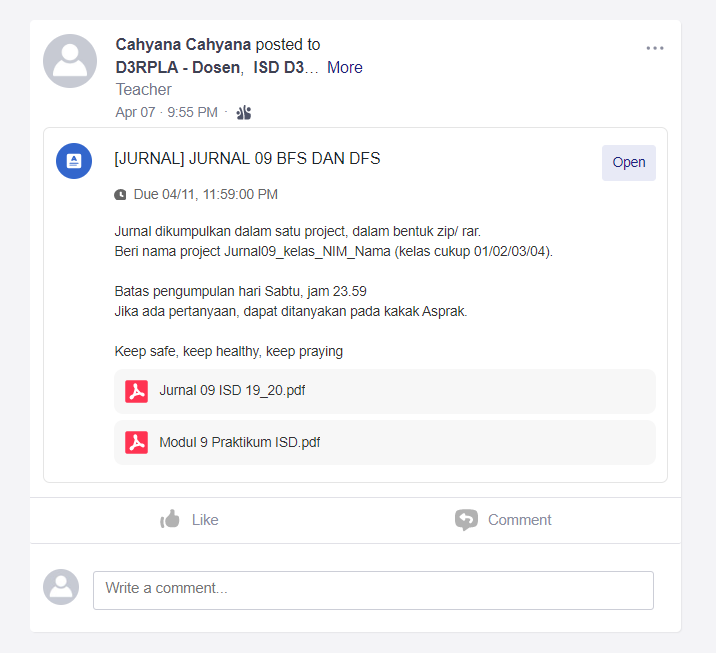 Cahyana Cahyana posted to
D3RPLA - Dosen, ISD D3... More
Teacher
Apr 07 · 9:55 PM ·
[JURNAL] JURNAL 09 BFS DAN DFS
Open
Due 04/11, 11:59:00 PM
Jurnal dikumpulkan dalam satu project, dalam bentuk zip/ rar.
Beri nama project Jurnal09_kelas_NIM_Nama (kelas cukup 01/02/03/04).
Batas pengumpulan hari Sabtu, jam 23.59
Jika ada pertanyaan, dapat ditanyakan pada kakak Asprak.
Keep safe, keep healthy, keep praying
Jurnal 09 ISD 19_20.pdf
Modul 9 Praktikum ISD.pdf
Like
Comment
Write a comment...